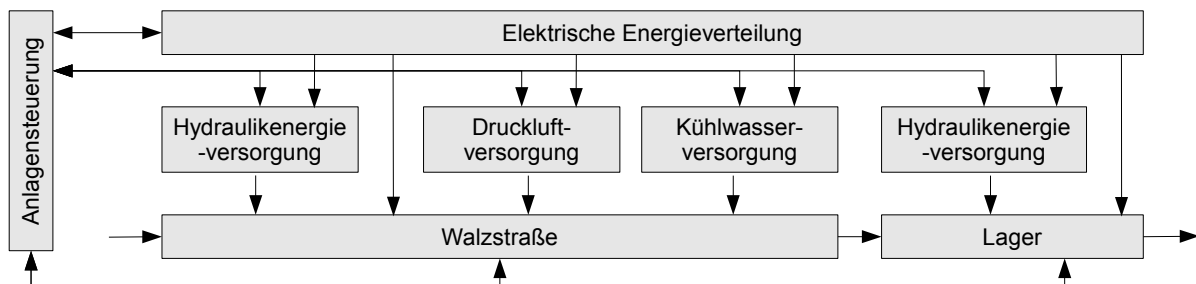 Anlagensteuerung
Elektrische Energieverteilung
Hydraulikenergie
-versorgung
Druckluft-
versorgung
Kühlwasser-
versorgung
Hydraulikenergie
-versorgung
Walzstraße
Lager